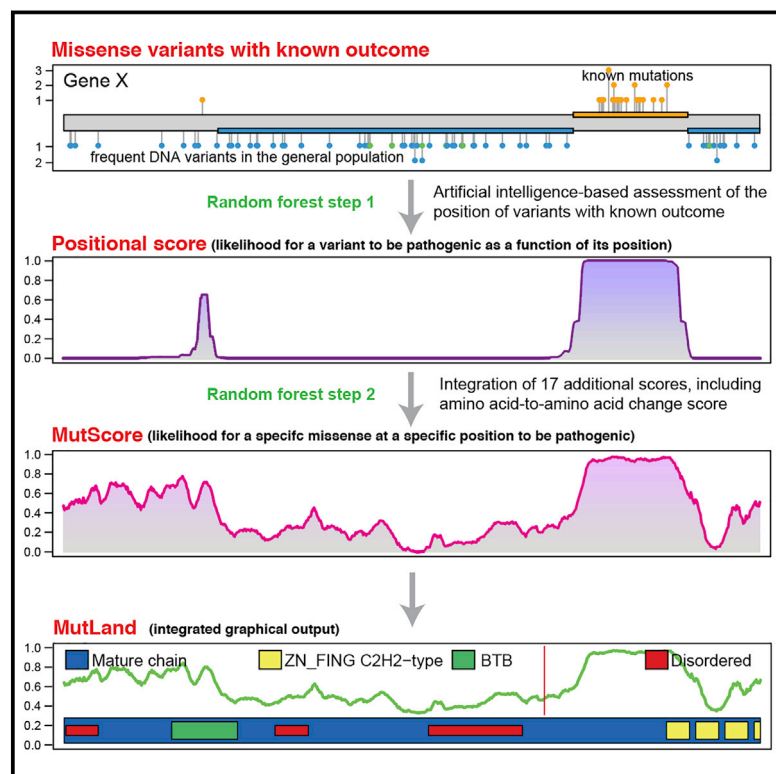 Missense variants with known outcome
3
2
1
Gene X
known mutations
1
2
frequent DNA variants in the general population
Random forest step 1
Artificial intelligence-based assessment of the
position of variants with known outcome
Positional score (likelihood for a variant to be pathogenic as a function of its position)
1.0
0.8
0.6
0.4
0.2
0.0
Random forest step 2
Integration of 17 additional scores, including
amino acid-to-amino acid change score
MutScore (likelihood for a specifc missense at a specific position to be pathogenic)
1.0
0.8
0.6
0.4
0.2
0.0
MutLand (integrated graphical output)
1.0
0.8
0.6
0.4
0.2
0.0
Mature chain
ZN_FING C2H2-type
BTB
Disordered